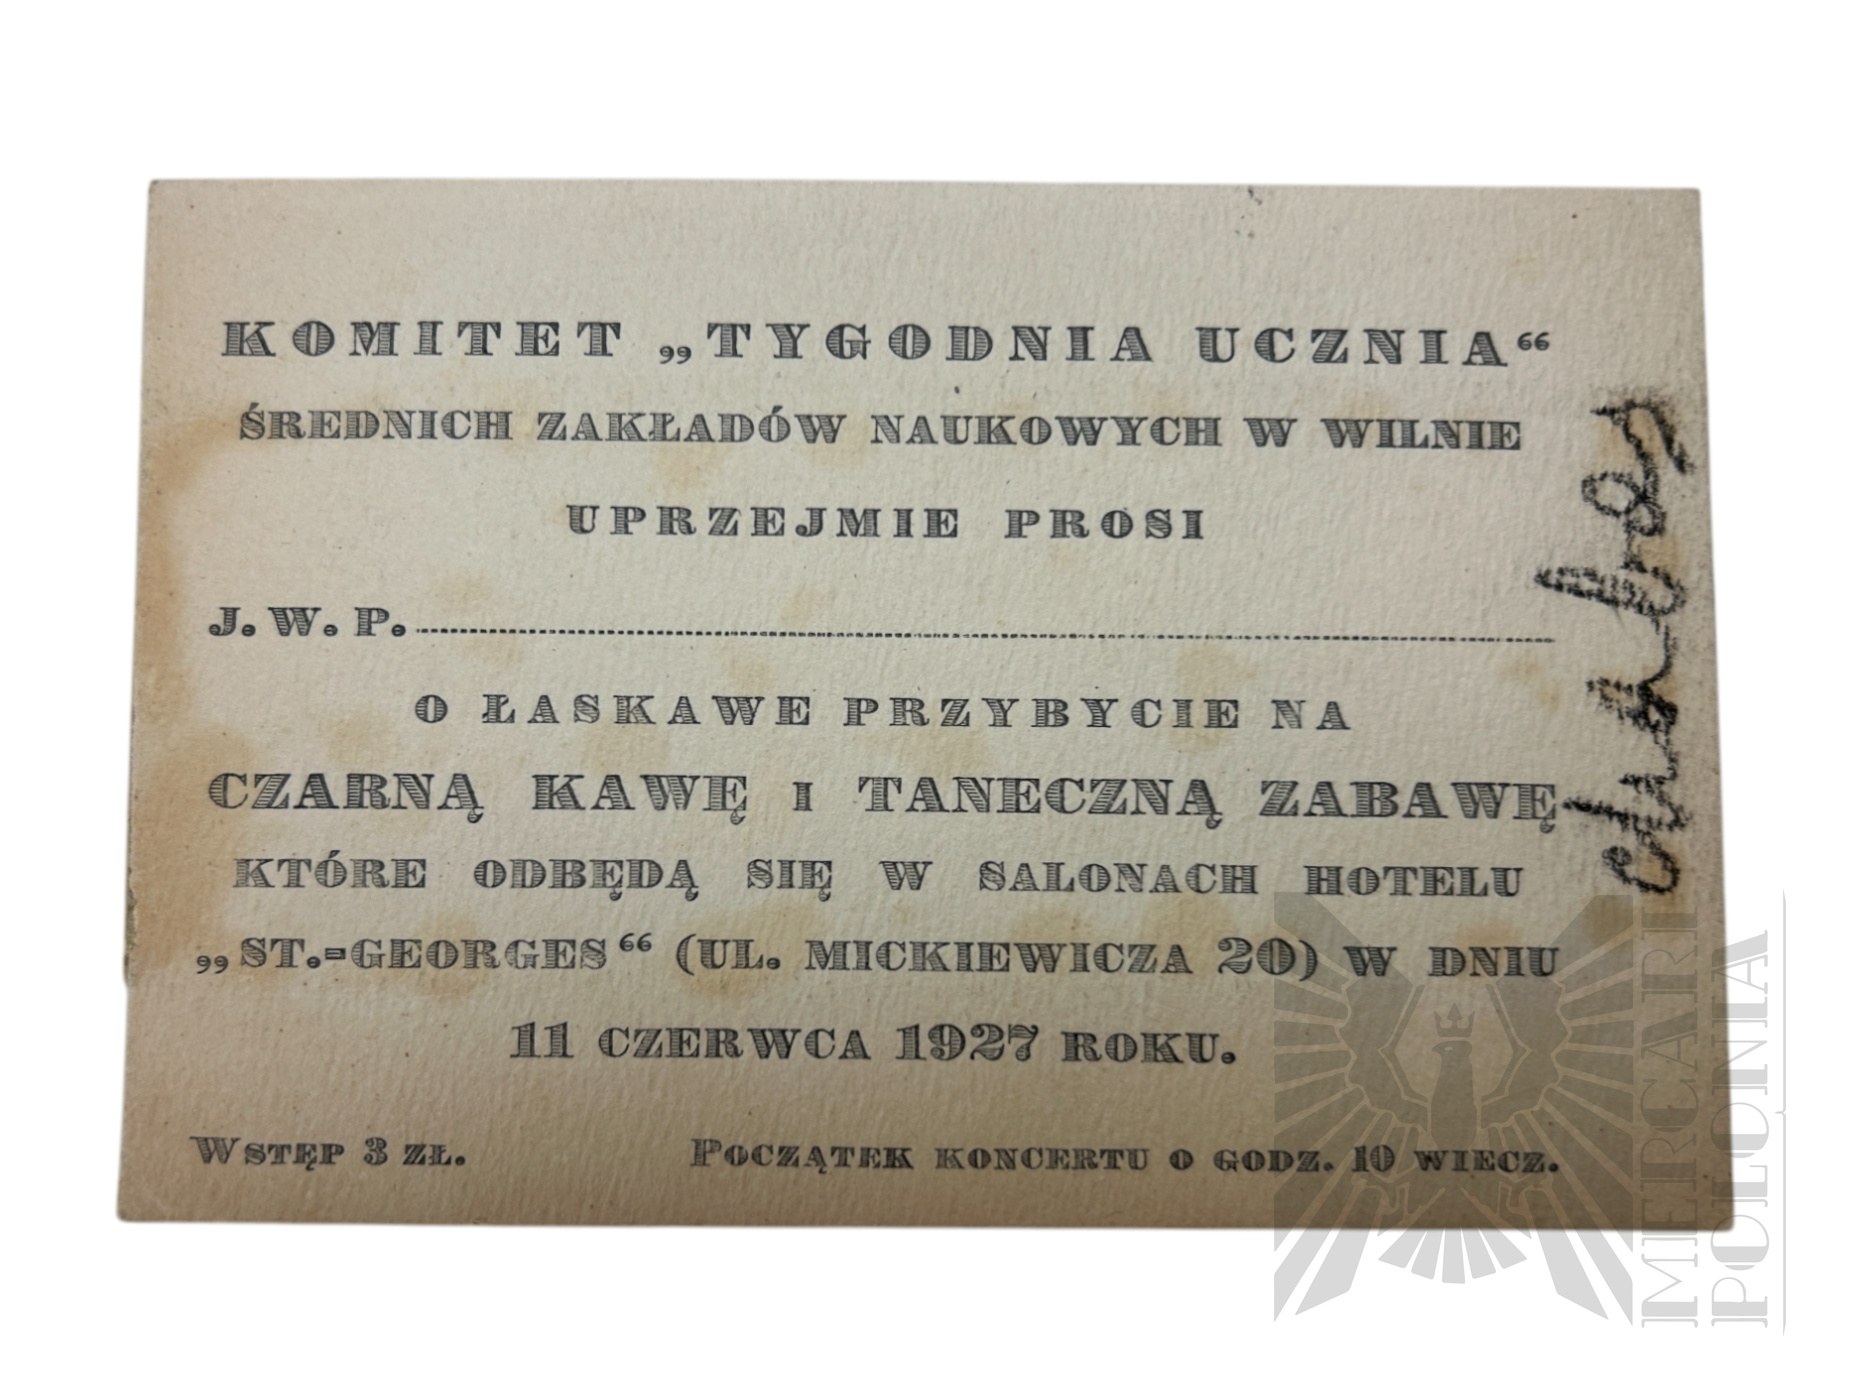 KOMITET „TYGODNIA UCZNIA“
ŚREDNICH ZAKŁADÓW NAUKOWYCH W WILNIE
UPRZEJMIE PROSI
J. W. P. ........................................................................
O ŁASKAWE PRZYBYCIE NA
CZARNĄ KAWĘ I TANECZNĄ ZABAWĘ
KTÓRE ODBĘDĄ SIĘ W SALONACH HOTELU
„ST.-GEORGES“ (UL. MICKIEWICZA 20) W DNIU
11 CZERWCA 1927 ROKU.
WSTĘP 3 ZŁ. POCZĄTEK KONCERTU O GODZ. 10 WIECZ.
MERCARI
POLONIA